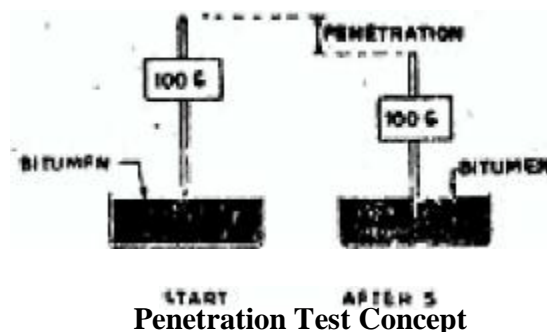 PENETRATION
100 G
100 G
BITUMEN
BITUMEN
START
AFTER 5
Penetration Test Concept